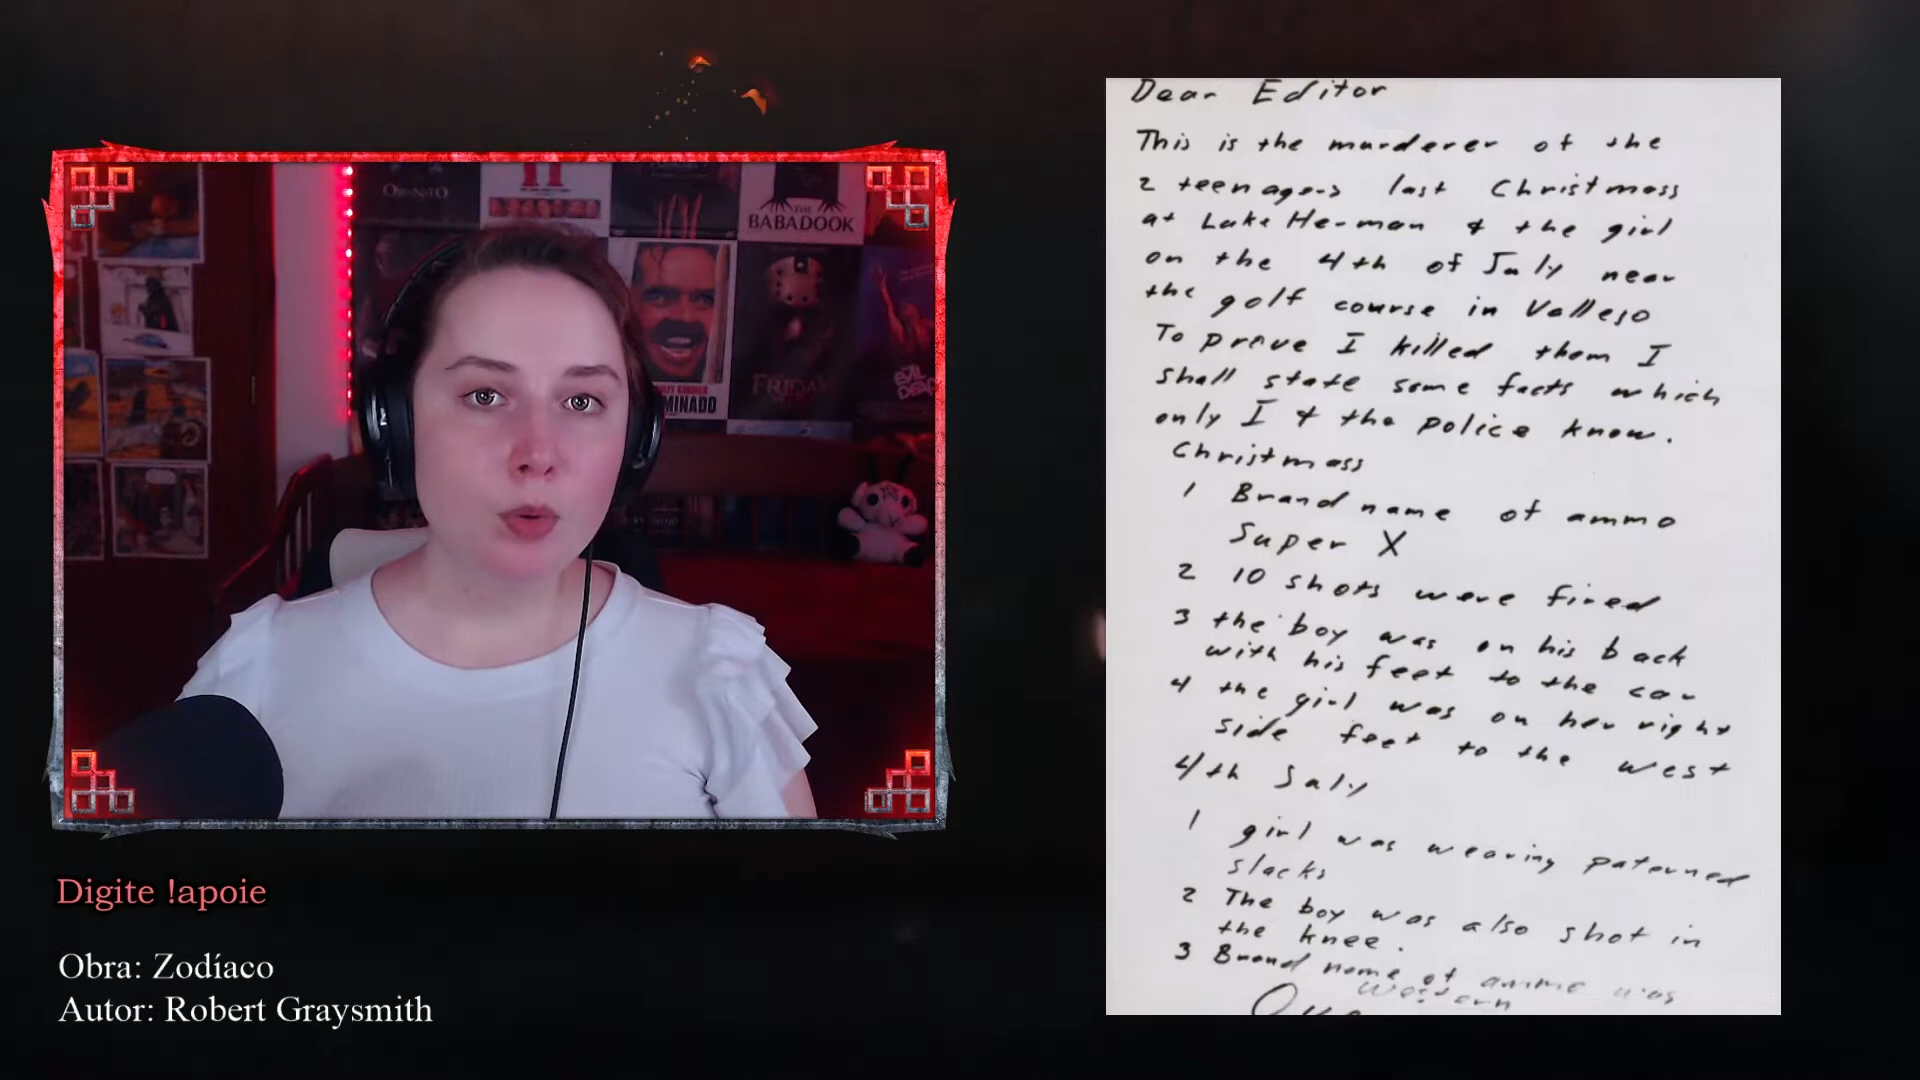 THE
BABADOOK
MINADO
FRIDAY
EVIL
DEAD
Digite !apoie
Obra: Zodíaco
Autor: Robert Graysmith
Dear Editor
This is the murderer of the
2 teenagers last Christmass
at Lake Herman & the girl
on the 4th of July near
the golf course in Vallejo
To prove I killed them I
shall state some facts which
only I & the police know.
Christmass
1 Brand name of ammo
Super X
2 10 shots were fired
3 the boy was on his back
with his feet to the car
4 the girl was on her right
side feet to the west
4th July
1 girl was wearing paterned
slacks
2 The boy was also shot in
the knee.
3 Brand name of ammo was
Western